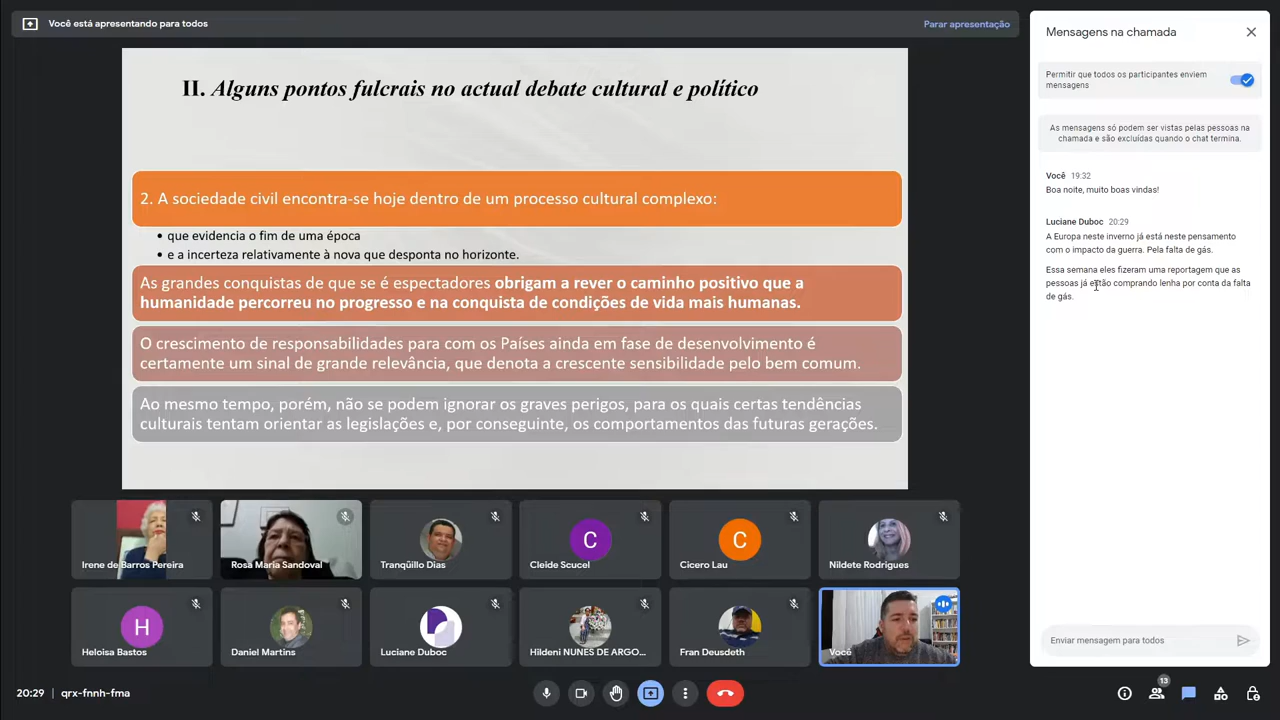 Você está apresentando para todos
Parar apresentação
II. Alguns pontos fulcrais no actual debate cultural e político
2. A sociedade civil encontra-se hoje dentro de um processo cultural complexo:
• que evidencia o fim de uma época
• e a incerteza relativamente à nova que desponta no horizonte.
As grandes conquistas de que se é espectadores obrigam a rever o caminho positivo que a
humanidade percorreu no progresso e na conquista de condições de vida mais humanas.
O crescimento de responsabilidades para com os Países ainda em fase de desenvolvimento é
certamente um sinal de grande relevância, que denota a crescente sensibilidade pelo bem comum.
Ao mesmo tempo, porém, não se podem ignorar os graves perigos, para os quais certas tendências
culturais tentam orientar as legislações e, por conseguinte, os comportamentos das futuras gerações.
Irene de Barros Pereira
Rosa Maria Sandoval
Tranqüillo Dias
C
Cleide Scucel
C
Cicero Lau
Nildete Rodrigues
H
Heloisa Bastos
Daniel Martins
Luciane Duboc
Hildeni NUNES DE ARGO...
Fran Deusdeth
Você
20:29
qrx-fnnh-fma
Mensagens na chamada
Permitir que todos os participantes enviem
mensagens
As mensagens só podem ser vistas pelas pessoas na
chamada e são excluídas quando o chat termina.
Você 19:32
Boa noite, muito boas vindas!
Luciane Duboc 20:29
A Europa neste inverno já está neste pensamento
com o impacto da guerra. Pela falta de gás.
Essa semana eles fizeram uma reportagem que as
pessoas já estão comprando lenha por conta da falta
de gás.
Enviar mensagem para todos
13